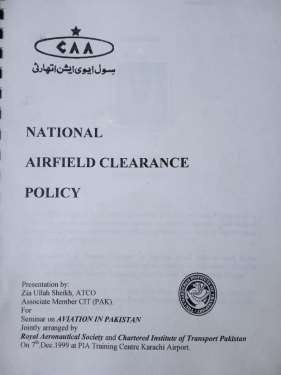 CAA
سول ایوی ایشن اتھارٹی
NATIONAL
AIRFIELD CLEARANCE
POLICY
Presentation by:
Zia Ullah Sheikh, ATCO
Associate Member CIT (PAK).
For
Seminar on AVIATION IN PAKISTAN
Jointly arranged by
Royal Aeronautical Society and Chartered Institute of Transport Pakistan
On 7th Dec.1999 at PIA Training Centre Karachi Airport.